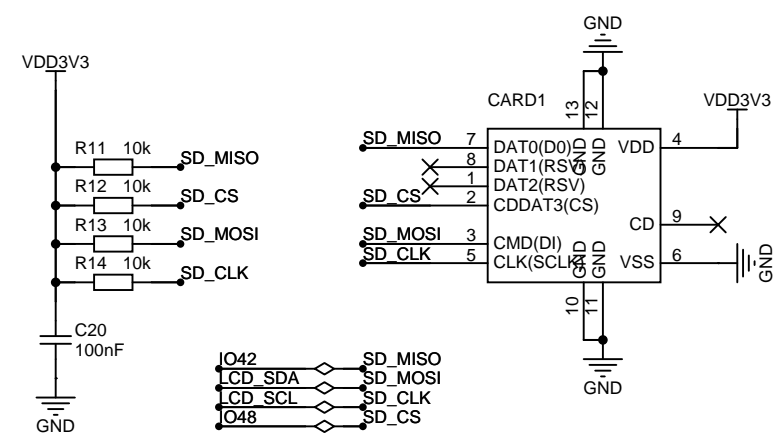 GND
VDD3V3
CARD1
13
12
VDD3V3
R11 10k
SD_MISO
R12 10k
SD_CS
R13 10k
SD_MOSI
R14 10k
SD_CLK
C20
100nF
GND
SD_MISO 7 DAT0(D0)
8 DAT1(RSV)
1 DAT2(RSV)
SD_CS 2 CDDAT3(CS)
SD_MOSI 3 CMD(DI)
SD_CLK 5 CLK(SCLK)
GND
GND
VDD 4
CD 9
VSS 6
GND
GND
GND
10
11
GND
IO42 SD_MISO
LCD_SDA SD_MOSI
LCD_SCL SD_CLK
IO48 SD_CS